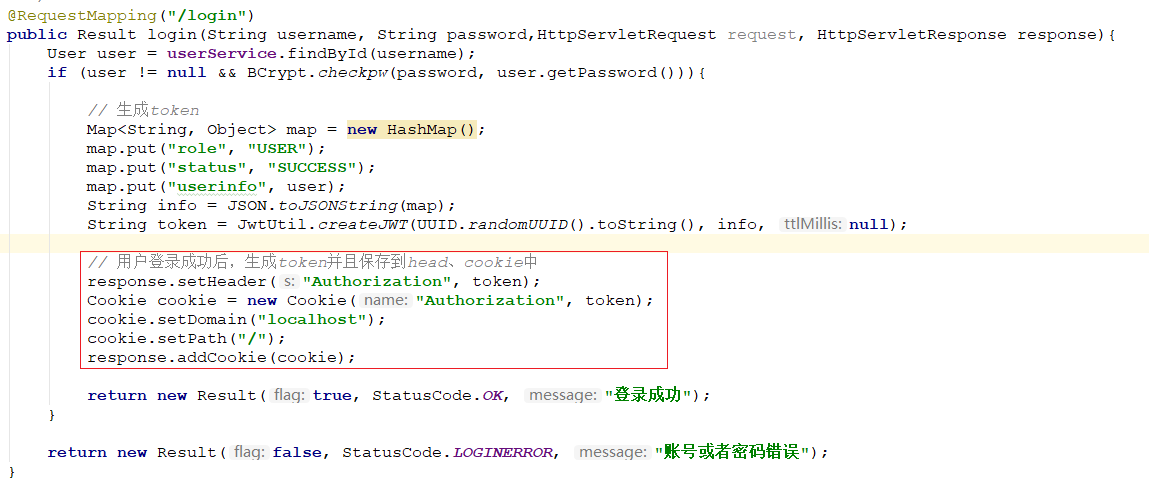 @RequestMapping("/login")
public Result login(String username, String password,HttpServletRequest request, HttpServletResponse response){
User user = userService.findById(username);
if (user != null && BCrypt.checkpw(password, user.getPassword())){
// 生成token
Map<String, Object> map = new HashMap();
map.put("role", "USER");
map.put("status", "SUCCESS");
map.put("userinfo", user);
String info = JSON.toJSONString(map);
String token = JwtUtil.createJWT(UUID.randomUUID().toString(), info, ttlMillis: null);
// 用户登录成功后，生成token并且保存到head、cookie中
response.setHeader( s: "Authorization", token);
Cookie cookie = new Cookie( name: "Authorization", token);
cookie.setDomain("localhost");
cookie.setPath("/");
response.addCookie(cookie);
return new Result( flag: true, StatusCode.OK, message: "登录成功");
}
return new Result( flag: false, StatusCode.LOGINERROR, message: "账号或者密码错误");
}